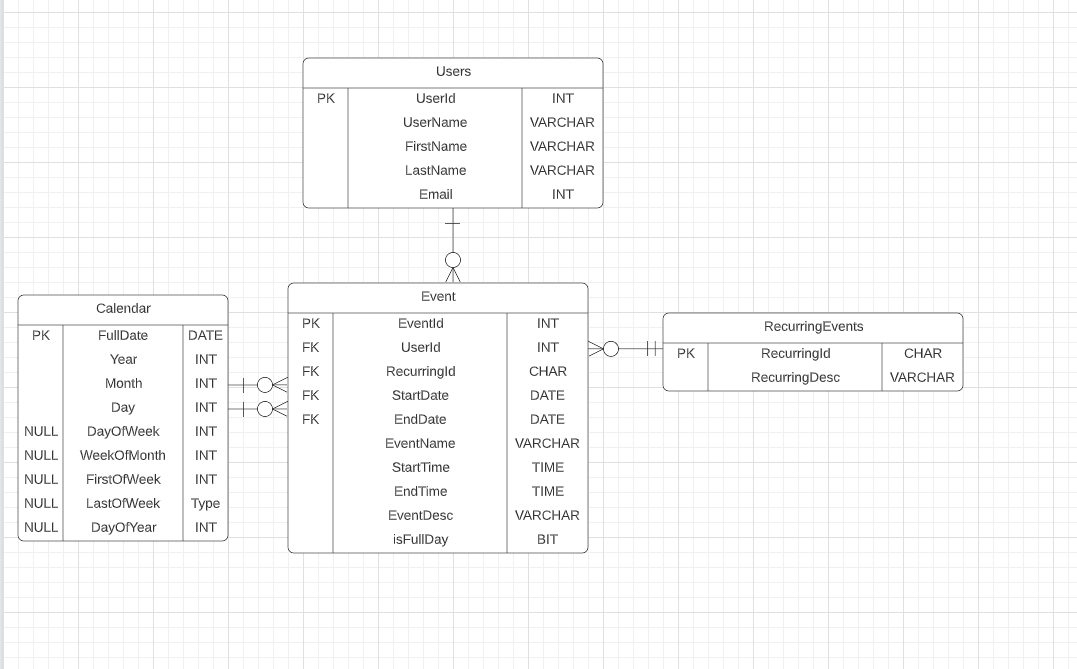 Users
PK UserId INT
UserName VARCHAR
FirstName VARCHAR
LastName VARCHAR
Email INT
Calendar
PK FullDate DATE
Year INT
Month INT
Day INT
NULL DayOfWeek INT
NULL WeekOfMonth INT
NULL FirstOfWeek INT
NULL LastOfWeek Type
NULL DayOfYear INT
Event
PK EventId INT
FK UserId INT
FK RecurringId CHAR
FK StartDate DATE
FK EndDate DATE
EventName VARCHAR
StartTime TIME
EndTime TIME
EventDesc VARCHAR
isFullDay BIT
RecurringEvents
PK RecurringId CHAR
RecurringDesc VARCHAR